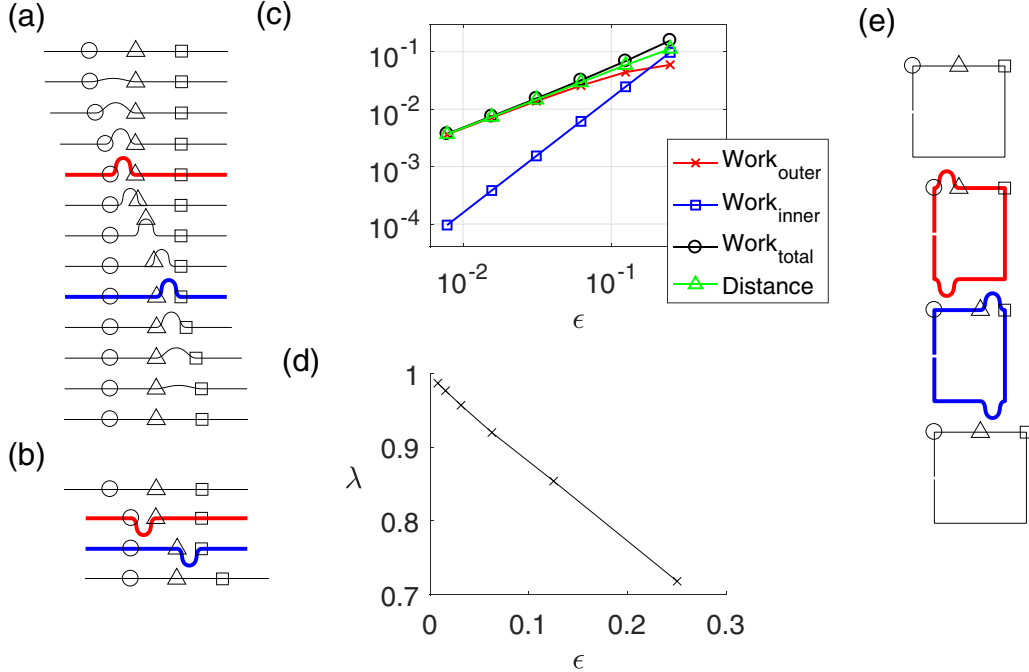 (a)
(b)
(c)
10^-1
10^-2
10^-3
10^-4
10^-2
10^-1
ϵ
Work_outer
Work_inner
Work_total
Distance
(d)
1
0.9
0.8
0.7
λ
0
0.1
0.2
0.3
ϵ
(e)